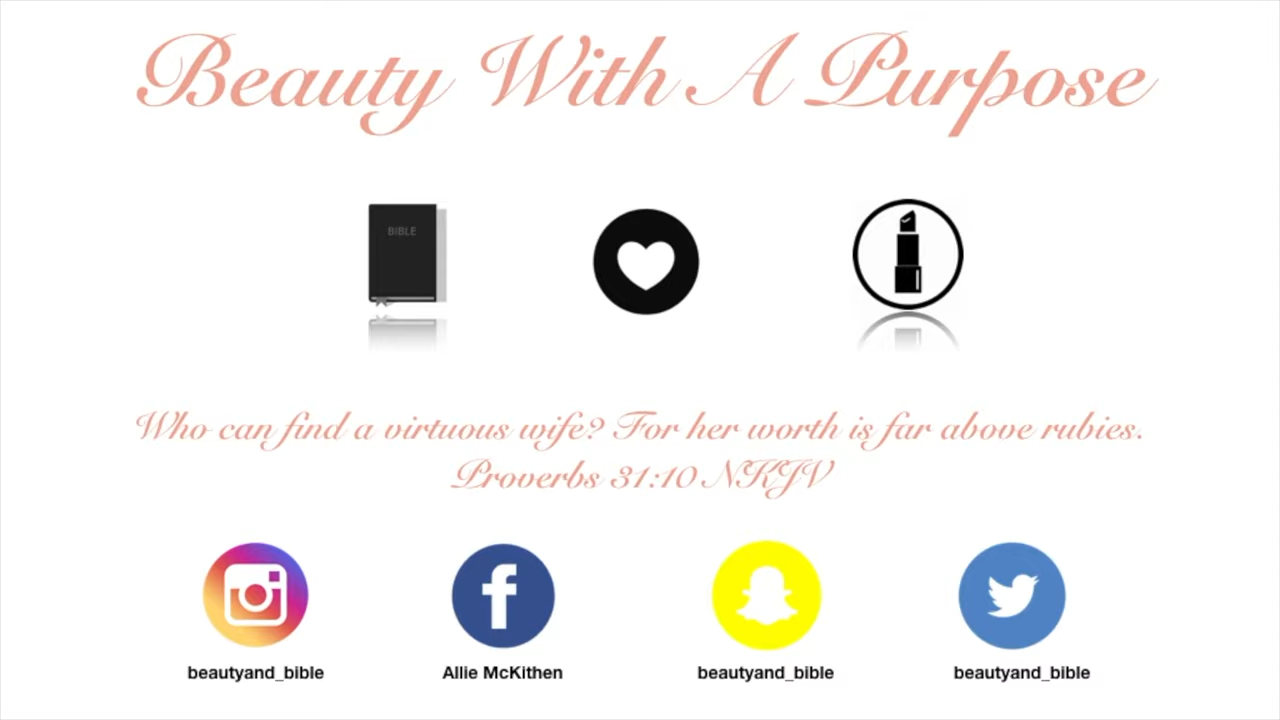 Beauty With A Purpose
BIBLE
Who can find a virtuous wife? For her worth is far above rubies.
Proverbs 31:10 NKJV
beautyand_bible
Allie McKithen
beautyand_bible
beautyand_bible